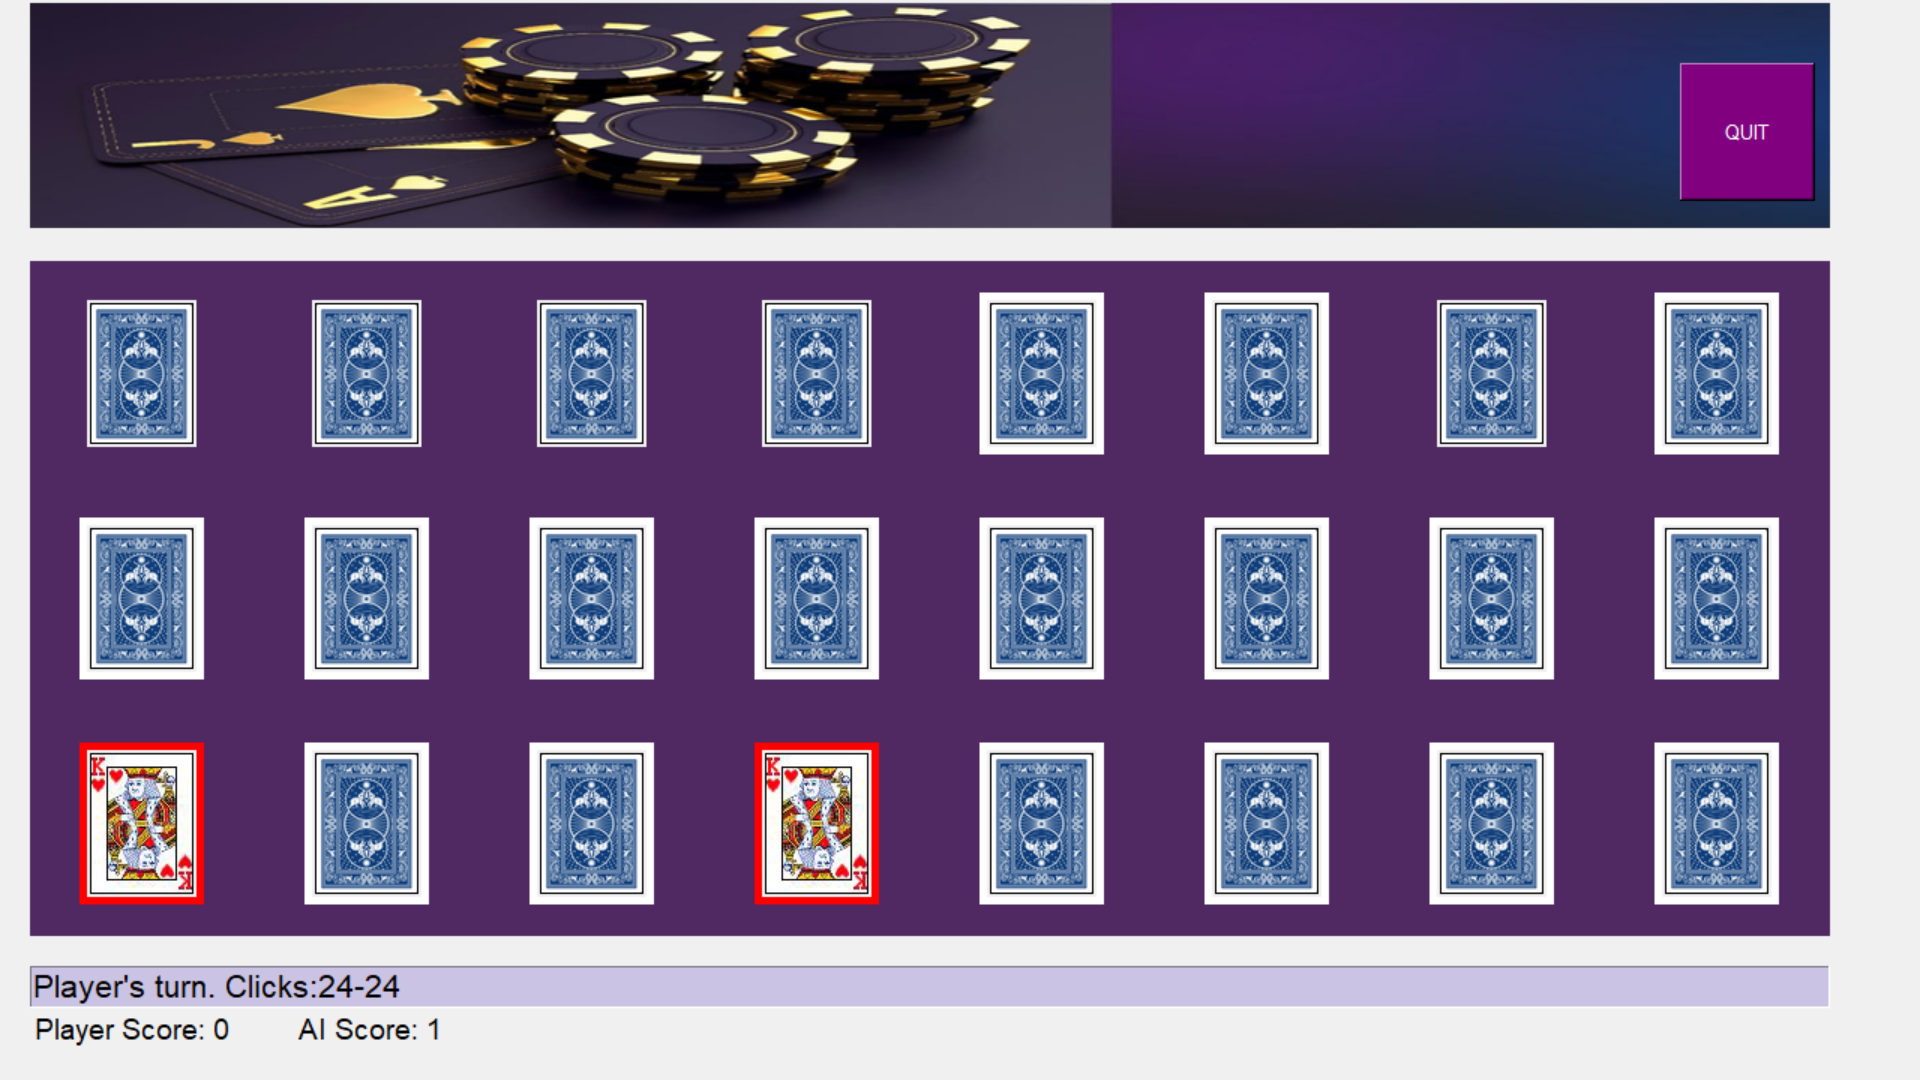 J
A
QUIT
K
K
K
K
Player's turn. Clicks:24-24
Player Score: 0 AI Score: 1